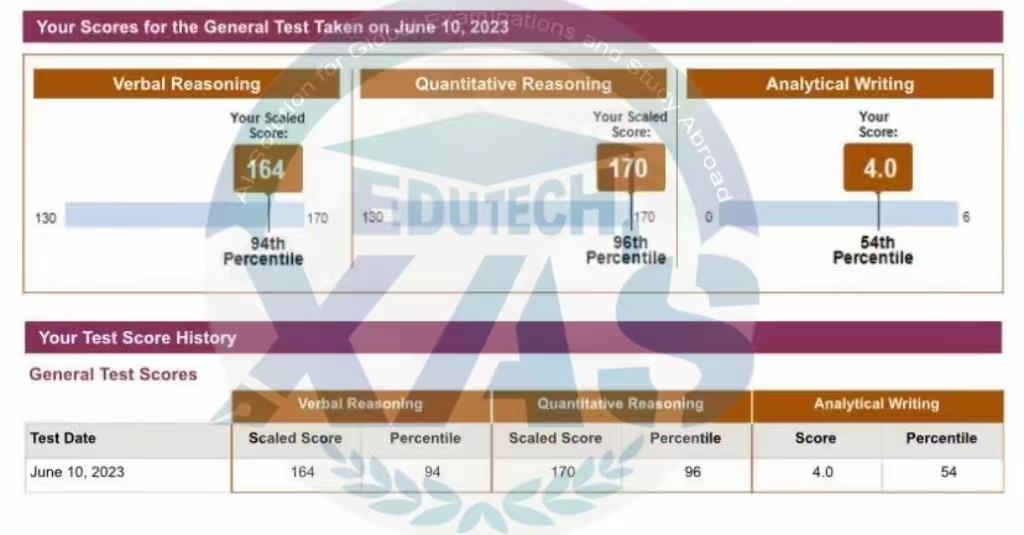 Your Scores for the General Test Taken on June 10, 2023
Verbal Reasoning
Quantitative Reasoning
Analytical Writing
Your Scaled
Score:
164
130
170
94th
Percentile
Your Scaled
Score:
170
130
170
96th
Percentile
Your
Score:
4.0
0
6
54th
Percentile
Solution for Global Examinations and Study Abroad
EDUTECH
XAS
Your Test Score History
General Test Scores
Verbal Reasoning Quantitative Reasoning Analytical Writing
Test Date Scaled Score Percentile Scaled Score Percentile Score Percentile
June 10, 2023 164 94 170 96 4.0 54